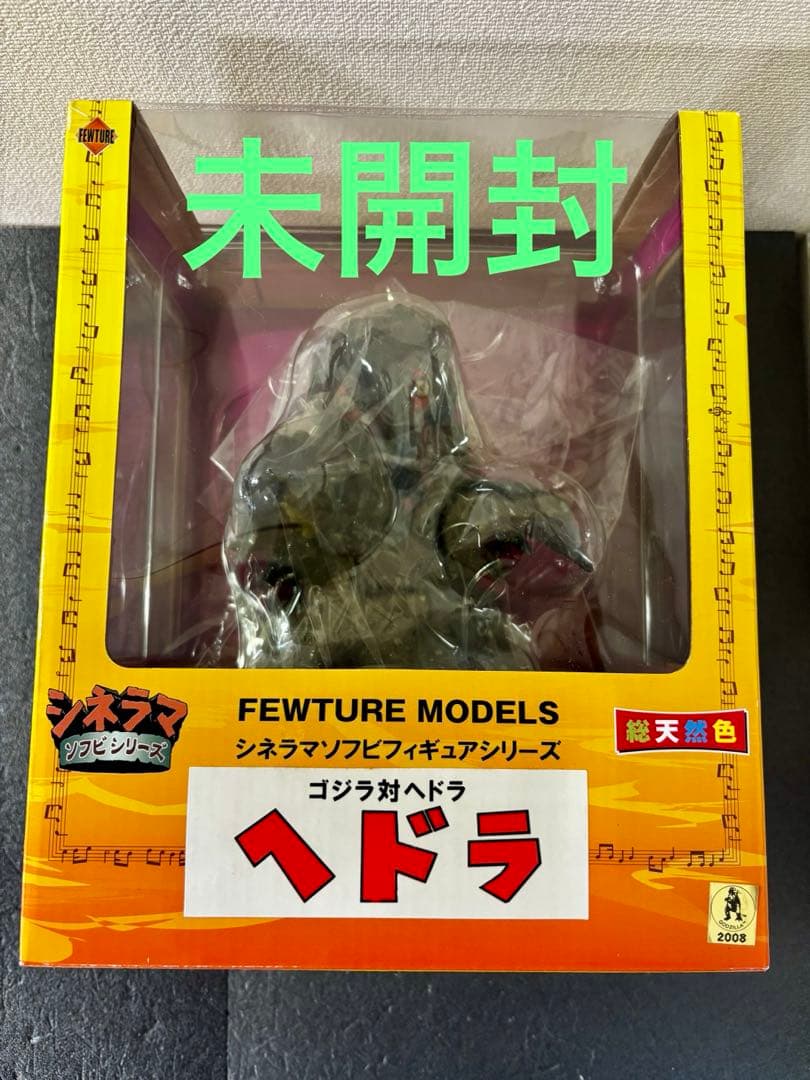 FEWTURE
未開封
シネラマ
ソフビシリーズ
FEWTURE MODELS
シネラマソフビフィギュアシリーズ
総天然色
ゴジラ対ヘドラ
ヘドラ
GODZILLA
2008